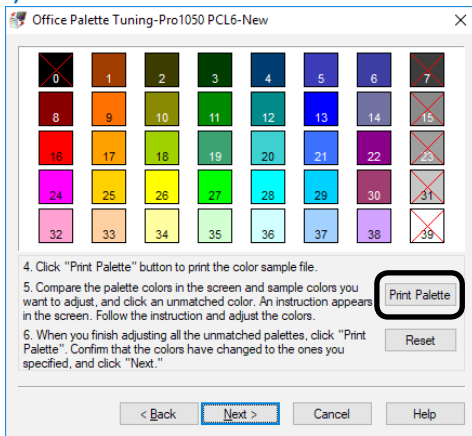 Office Palette Tuning-Pro1050 PCL6-New
0 1 2 3 4 5 6 7
8 9 10 11 12 13 14 15
16 17 18 19 20 21 22 23
24 25 26 27 28 29 30 31
32 33 34 35 36 37 38 39
4. Click "Print Palette" button to print the color sample file.
5. Compare the palette colors in the screen and sample colors you
want to adjust, and click an unmatched color. An instruction appears
in the screen. Follow the instruction and adjust the colors.
Print Palette
6. When you finish adjusting all the unmatched palettes, click "Print
Palette". Confirm that the colors have changed to the ones you
specified, and click "Next."
Reset
< Back Next > Cancel Help